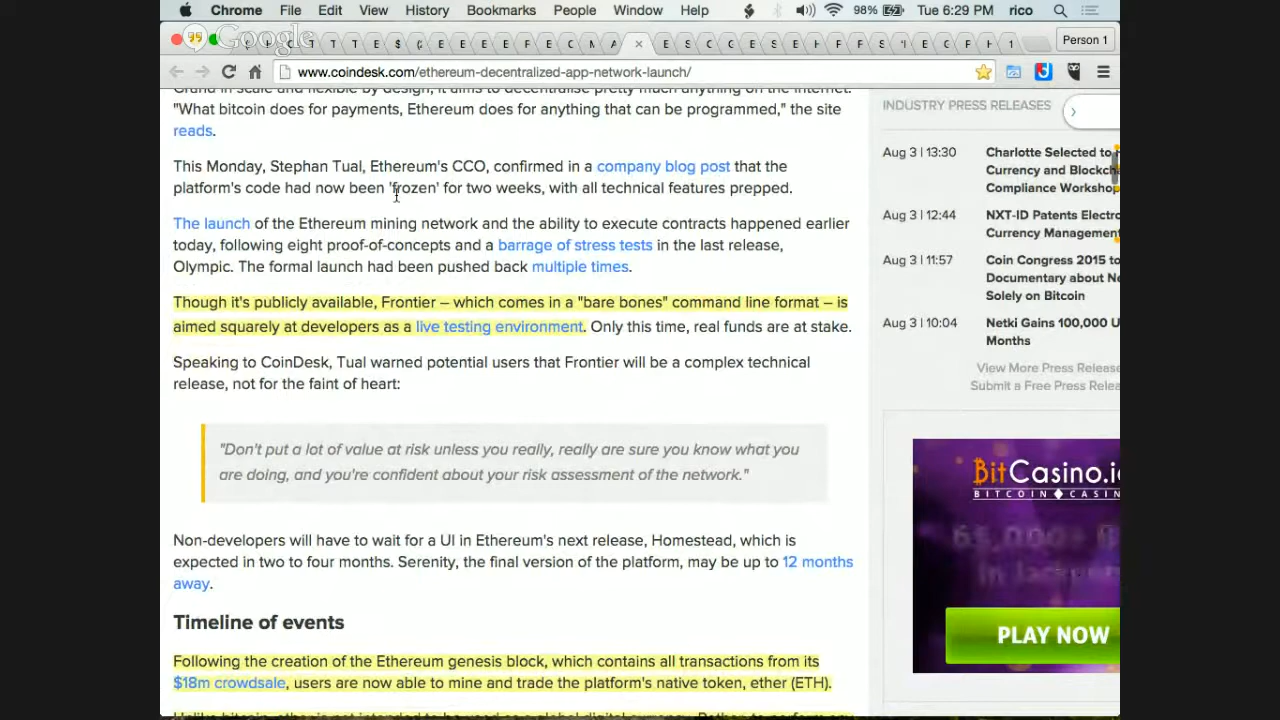 Chrome File Edit View History Bookmarks People Window Help 98% Tue 6:29 PM rico
Google
Person 1
www.coindesk.com/ethereum-decentralized-app-network-launch/
Grand in scale and flexible by design, it aims to decentralise pretty much anything on the internet.
"What bitcoin does for payments, Ethereum does for anything that can be programmed," the site
reads.
This Monday, Stephan Tual, Ethereum's CCO, confirmed in a company blog post that the
platform's code had now been 'frozen' for two weeks, with all technical features prepped.
The launch of the Ethereum mining network and the ability to execute contracts happened earlier
today, following eight proof-of-concepts and a barrage of stress tests in the last release,
Olympic. The formal launch had been pushed back multiple times.
Though it's publicly available, Frontier – which comes in a "bare bones" command line format – is
aimed squarely at developers as a live testing environment. Only this time, real funds are at stake.
Speaking to CoinDesk, Tual warned potential users that Frontier will be a complex technical
release, not for the faint of heart:
"Don't put a lot of value at risk unless you really, really are sure you know what you
are doing, and you're confident about your risk assessment of the network."
Non-developers will have to wait for a UI in Ethereum's next release, Homestead, which is
expected in two to four months. Serenity, the final version of the platform, may be up to 12 months
away.
Timeline of events
Following the creation of the Ethereum genesis block, which contains all transactions from its
$18m crowdsale, users are now able to mine and trade the platform's native token, ether (ETH).
INDUSTRY PRESS RELEASES
Aug 3 | 13:30 Charlotte Selected to
Currency and Blockch
Compliance Workshop
Aug 3 | 12:44 NXT-ID Patents Electro
Currency Management
Aug 3 | 11:57 Coin Congress 2015 to
Documentary about Ne
Solely on Bitcoin
Aug 3 | 10:04 Netki Gains 100,000 U
Months
View More Press Release
Submit a Free Press Relea
BitCasino.io
BITCOIN CASIN
65,000+
PLAY NOW